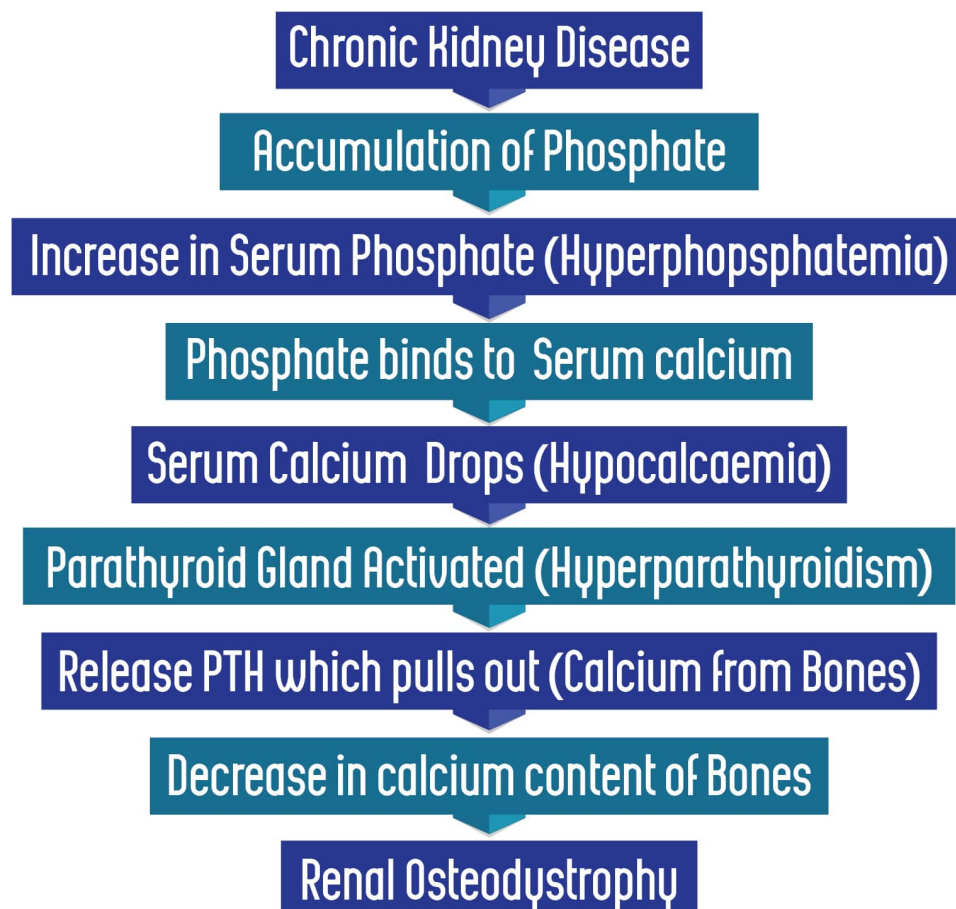 Chronic Kidney Disease
Accumulation of Phosphate
Increase in Serum Phosphate (Hyperphopsphatemia)
Phosphate binds to Serum calcium
Serum Calcium Drops (Hypocalcaemia)
Parathyroid Gland Activated (Hyperparathyroidism)
Release PTH which pulls out (Calcium from Bones)
Decrease in calcium content of Bones
Renal Osteodystrophy